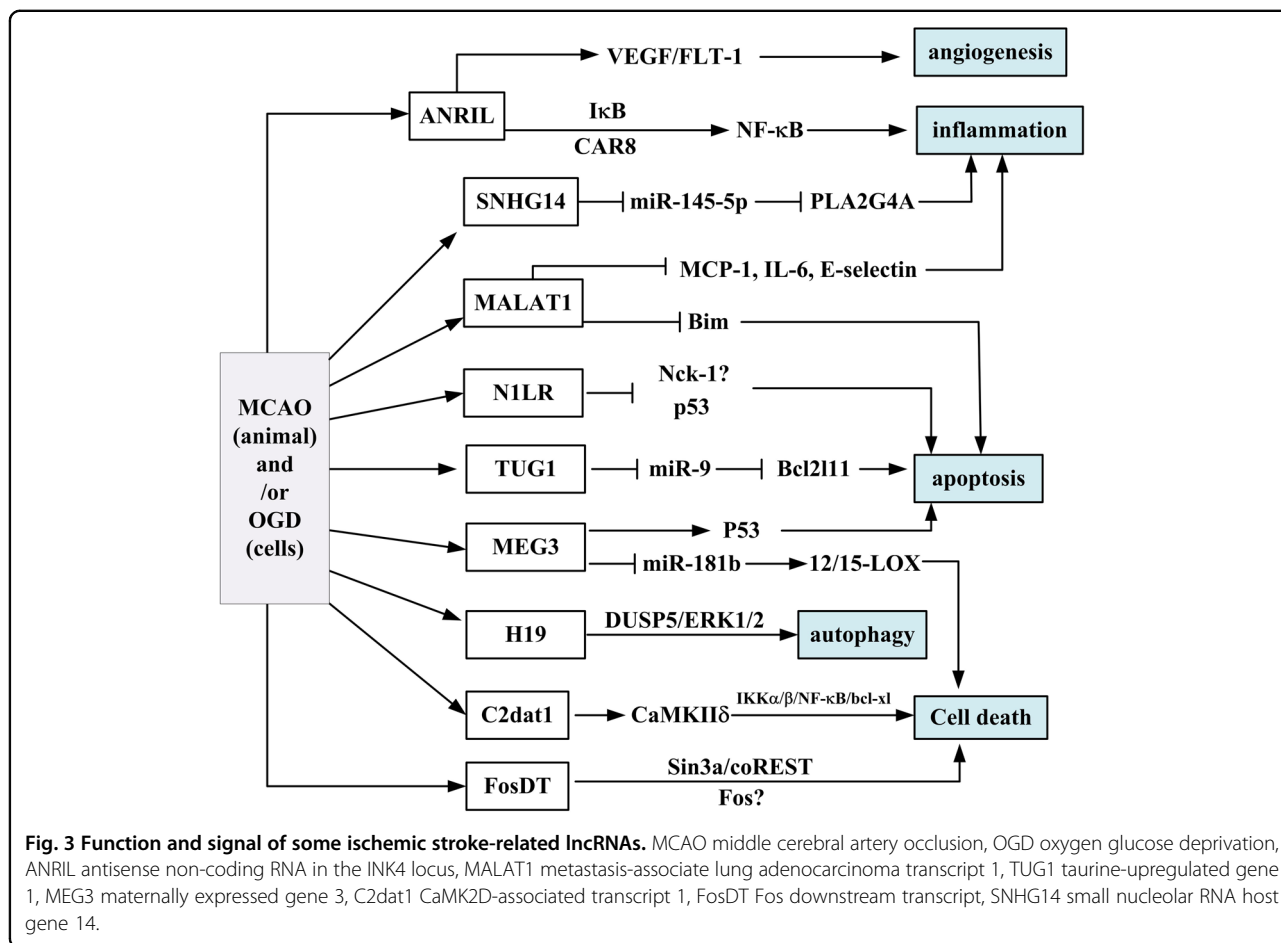 VEGF/FLT-1
angiogenesis
ANRIL
IκB
CAR8
NF-κB
inflammation
SNHG14
miR-145-5p
PLA2G4A
MCP-1, IL-6, E-selectin
MALAT1
Bim
MCAO
(animal)
and
/or
OGD
(cells)
N1LR
Nck-1?
p53
TUG1
miR-9
Bcl2l11
apoptosis
MEG3
P53
miR-181b
12/15-LOX
H19
DUSP5/ERK1/2
autophagy
C2dat1
CaMKIIδ
IKKα/β/NF-κB/bcl-xl
Cell death
FosDT
Sin3a/coREST
Fos?
Fig. 3 Function and signal of some ischemic stroke-related lncRNAs. MCAO middle cerebral artery occlusion, OGD oxygen glucose deprivation,
ANRIL antisense non-coding RNA in the INK4 locus, MALAT1 metastasis-associate lung adenocarcinoma transcript 1, TUG1 taurine-upregulated gene
1, MEG3 maternally expressed gene 3, C2dat1 CaMK2D-associated transcript 1, FosDT Fos downstream transcript, SNHG14 small nucleolar RNA host
gene 14.